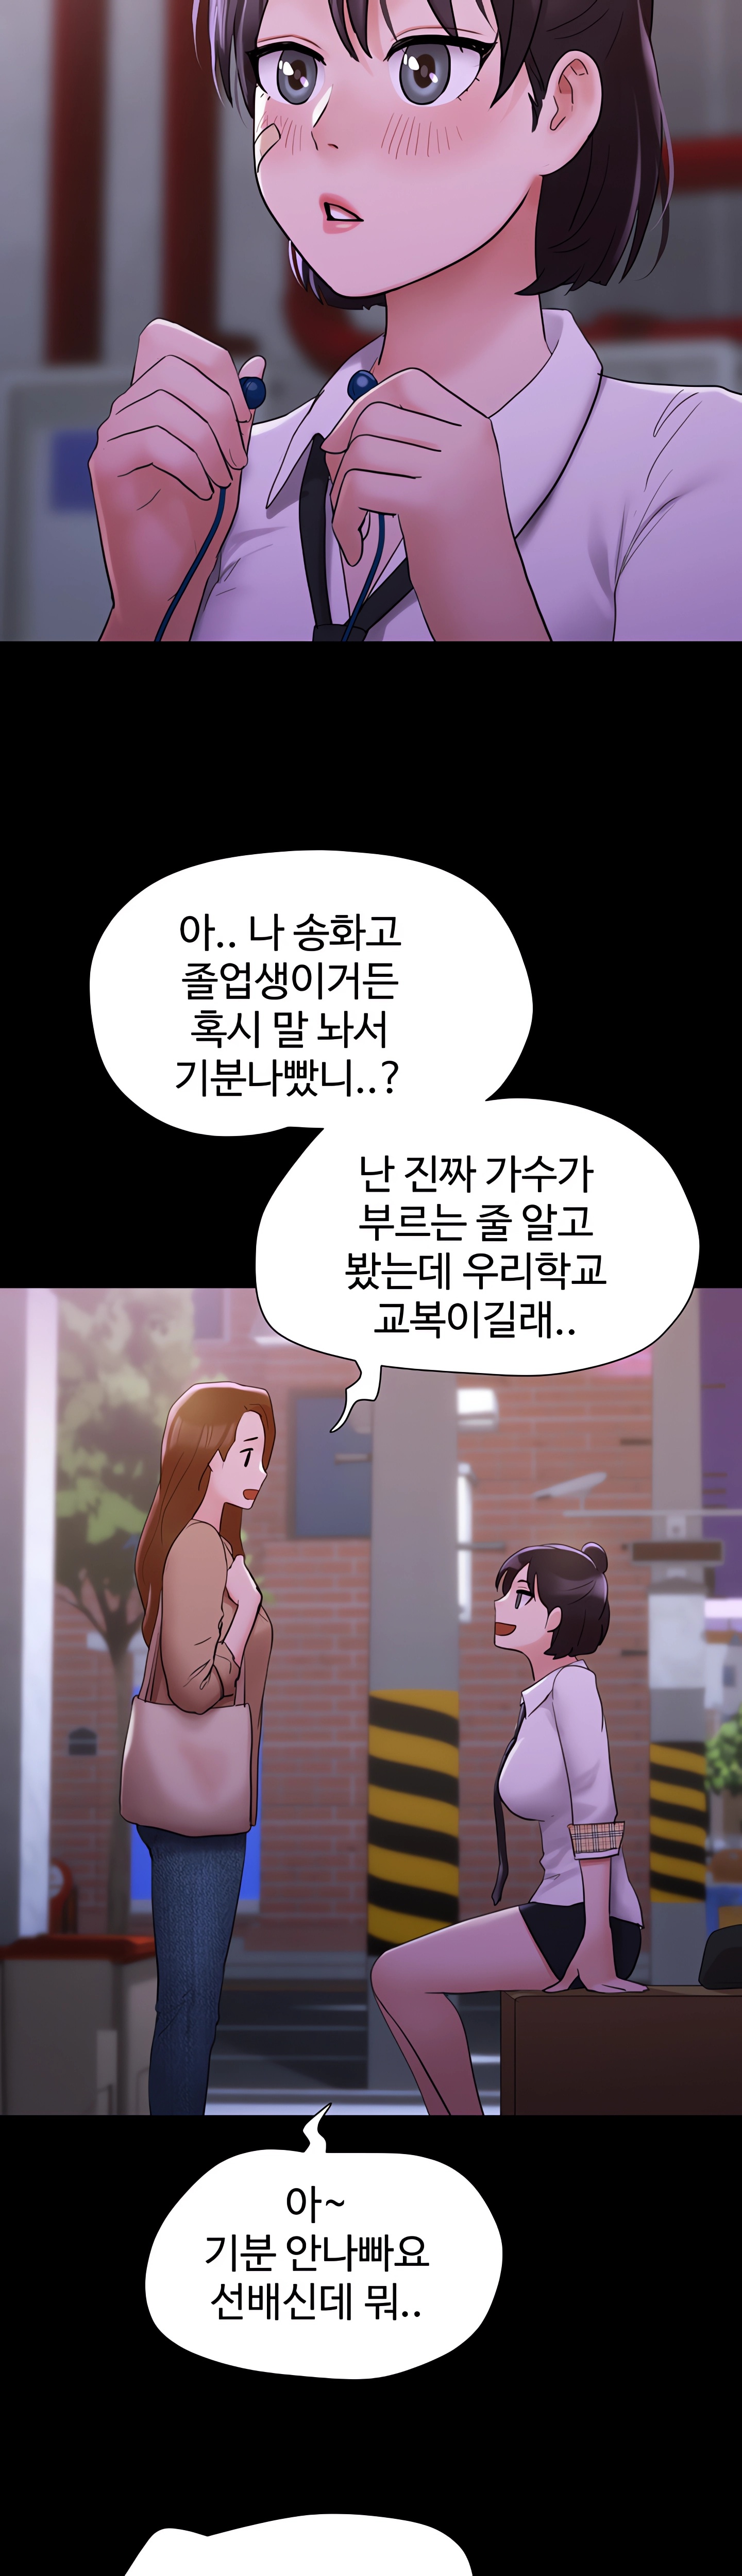 아.. 나 송화고
졸업생이거든
혹시 말 놔서
기분나빴니..?
난 진짜 가수가
부르는 줄 알고
봤는데 우리학교
교복이길래..
아~
기분 안나빠요
선배신데 뭐..